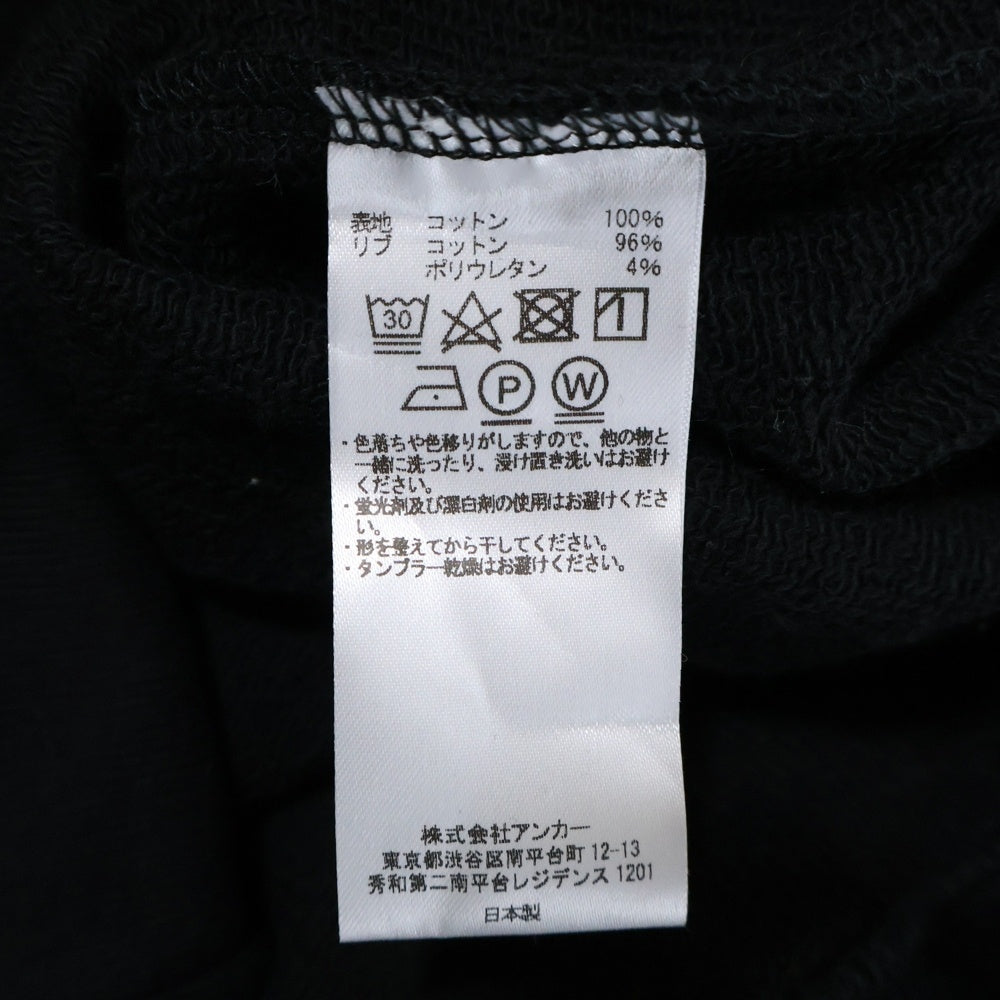 表地 コットン 100%
リブ コットン 96%
ポリウレタン 4%
30
P W
・色落ちや色移りがしますので、他の物と
一緒に洗ったり、浸け置き洗いはお避け
ください。
・蛍光剤及び漂白剤の使用はお避けくださ
い。
・形を整えてから干してください。
・タンブラー乾燥はお避けください。
株式会社アンカー
東京都渋谷区南平台町 12-13
秀和第二南平台レジデンス 1201
日本製